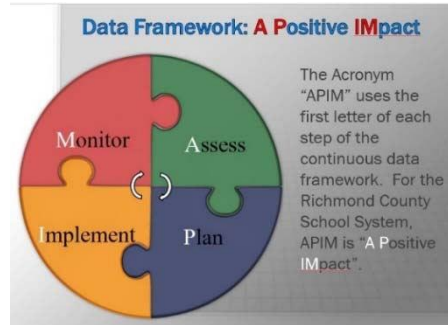 Data Framework: A Positive IMpact
Monitor
Assess
Implement
Plan
The Acronym
"APIM" uses the
first letter of each
step of the
continuous data
framework. For the
Richmond County
School System,
APIM is "A Positive
IMpact".